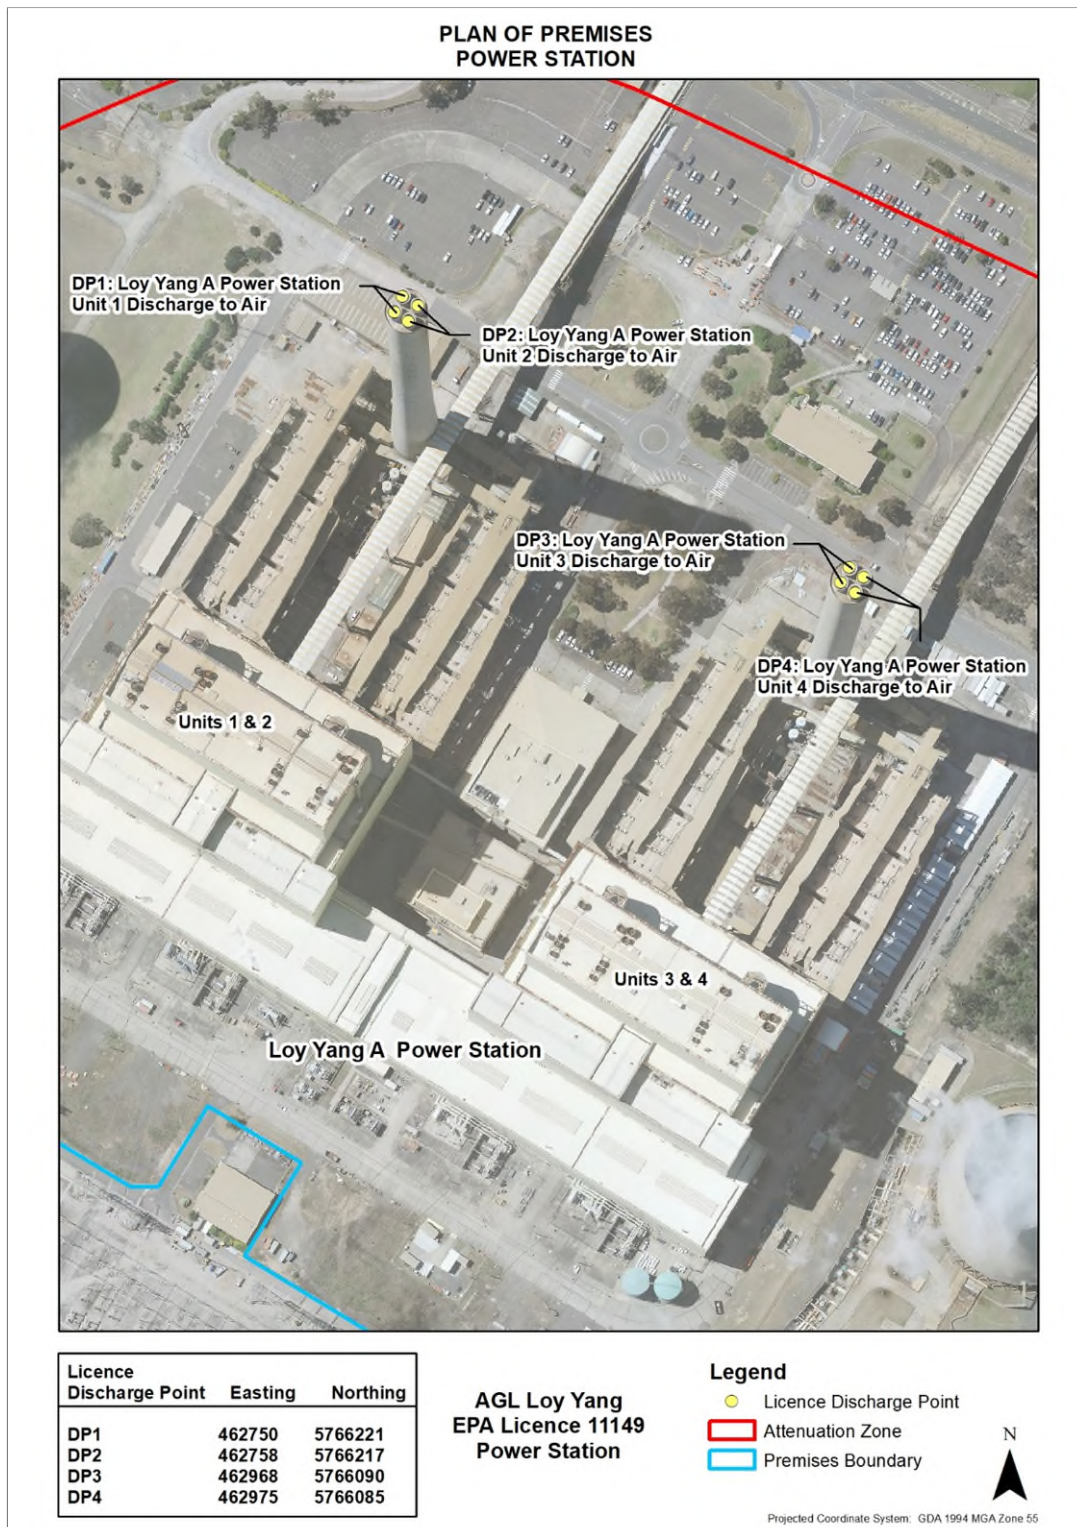 PLAN OF PREMISES
POWER STATION
DP1: Loy Yang A Power Station
Unit 1 Discharge to Air
DP2: Loy Yang A Power Station
Unit 2 Discharge to Air
DP3: Loy Yang A Power Station
Unit 3 Discharge to Air
DP4: Loy Yang A Power Station
Unit 4 Discharge to Air
Units 1 & 2
Units 3 & 4
Loy Yang A Power Station
Licence
Discharge Point Easting Northing
DP1 462750 5766221
DP2 462758 5766217
DP3 462968 5766090
DP4 462975 5766085
AGL Loy Yang
EPA Licence 11149
Power Station
Legend
Licence Discharge Point
Attenuation Zone
Premises Boundary
N
Projected Coordinate System: GDA 1994 MGA Zone 55